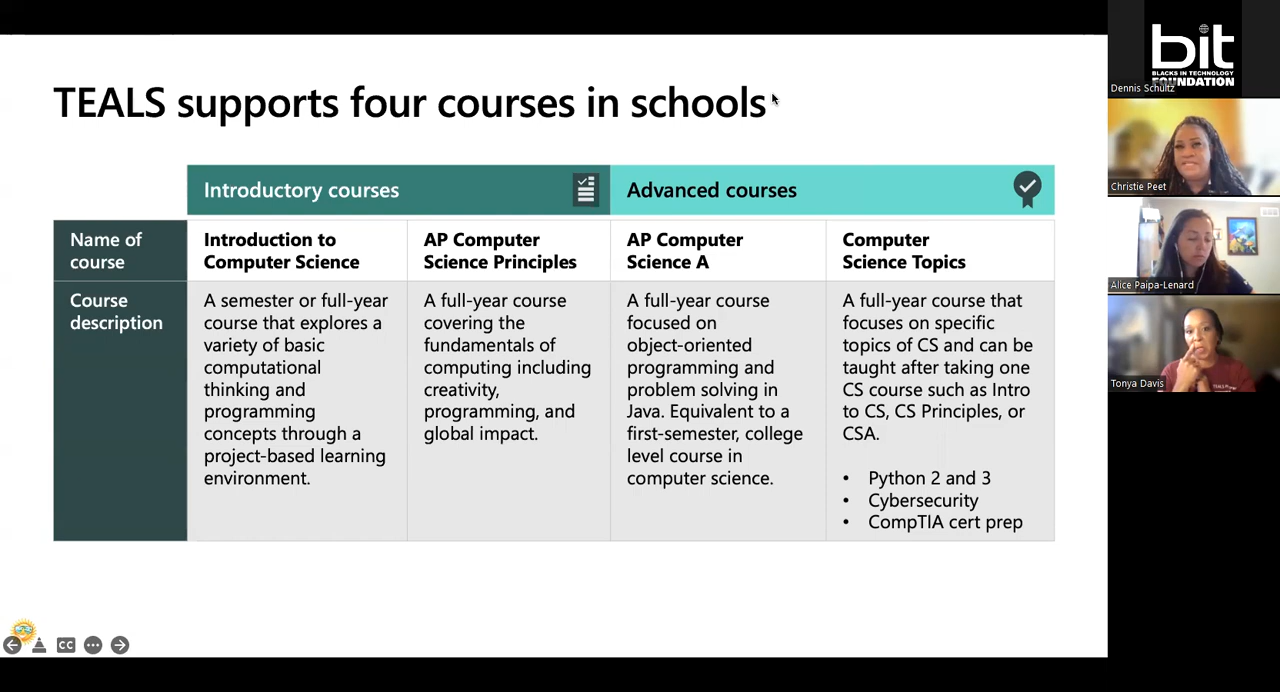 TEALS supports four courses in schools
Introductory courses
Advanced courses
Name of
course
Introduction to
Computer Science
AP Computer
Science Principles
AP Computer
Science A
Computer
Science Topics
Course
description
A semester or full-year
course that explores a
variety of basic
computational
thinking and
programming
concepts through a
project-based learning
environment.
A full-year course
covering the
fundamentals of
computing including
creativity,
programming, and
global impact.
A full-year course
focused on
object-oriented
programming and
problem solving in
Java. Equivalent to a
first-semester, college
level course in
computer science.
A full-year course that
focuses on specific
topics of CS and can be
taught after taking one
CS course such as Intro
to CS, CS Principles, or
CSA.
• Python 2 and 3
• Cybersecurity
• CompTIA cert prep
CC
bit
BLACKS IN TECHNOLOGY
FOUNDATION
Dennis Schultz
Christie Peet
Alice Paipa-Lenard
Tonya Davis